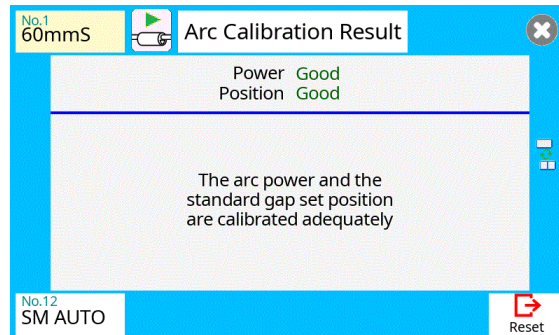 No.1
60mmS
Arc Calibration Result
Power Good
Position Good
The arc power and the
standard gap set position
are calibrated adequately
No.12
SM AUTO
Reset